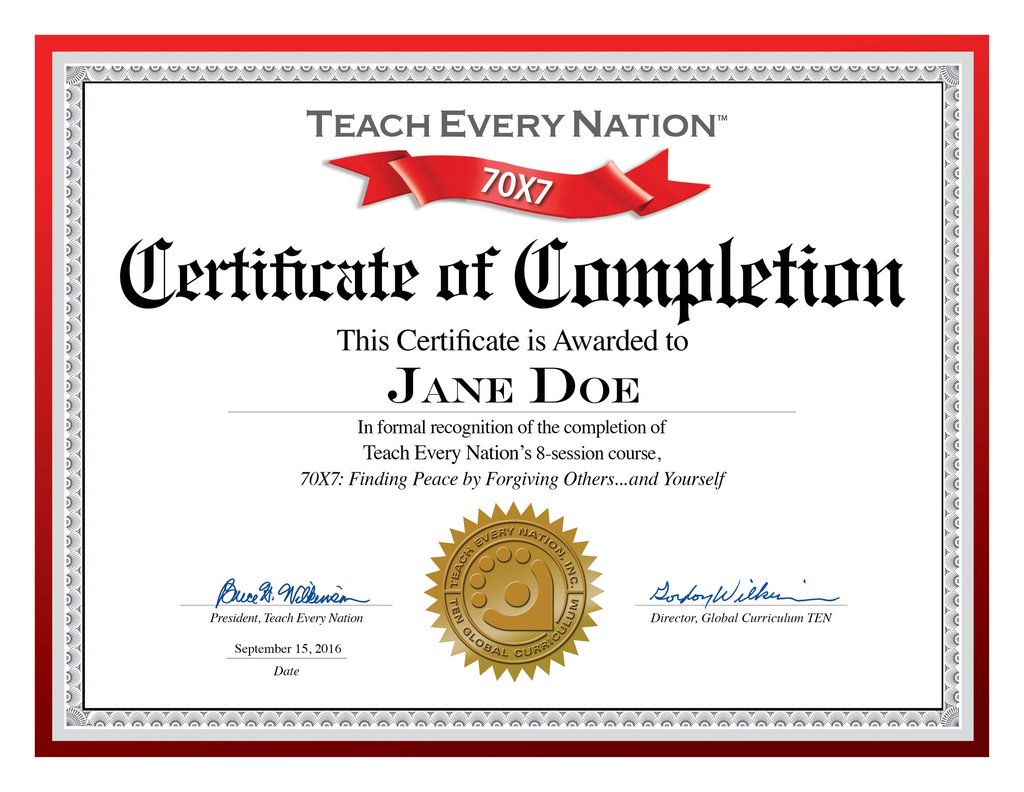 TEACH EVERY NATION™
70X7
Certificate of Completion
This Certificate is Awarded to
JANE DOE
In formal recognition of the completion of
Teach Every Nation’s 8-session course,
70X7: Finding Peace by Forgiving Others...and Yourself
TEACH EVERY NATION, INC.
TEN GLOBAL CURRICULUM
Bruce H. Wilkinson
President, Teach Every Nation
Gordon Wilkin
Director, Global Curriculum TEN
September 15, 2016
Date